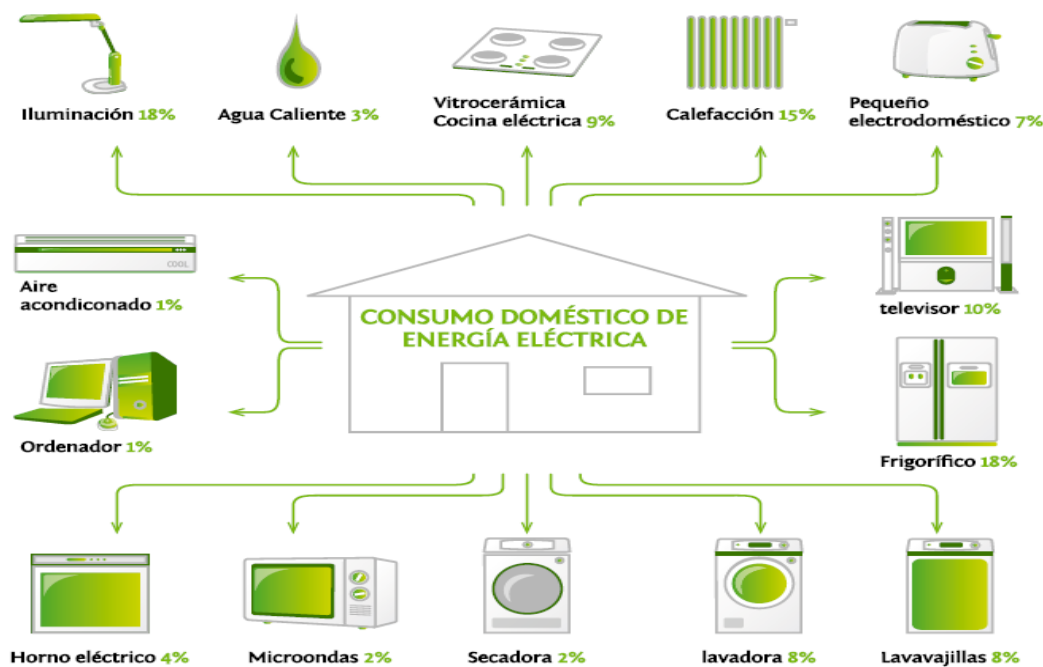 Iluminación 18%
Agua Caliente 3%
Vitrocerámica
Cocina eléctrica 9%
Calefacción 15%
Pequeño
electrodoméstico 7%
Aire
acondiconado 1%
COOL
CONSUMO DOMÉSTICO DE
ENERGÍA ELÉCTRICA
televisor 10%
Ordenador 1%
Frigorífico 18%
Horno eléctrico 4%
Microondas 2%
Secadora 2%
lavadora 8%
Lavavajillas 8%